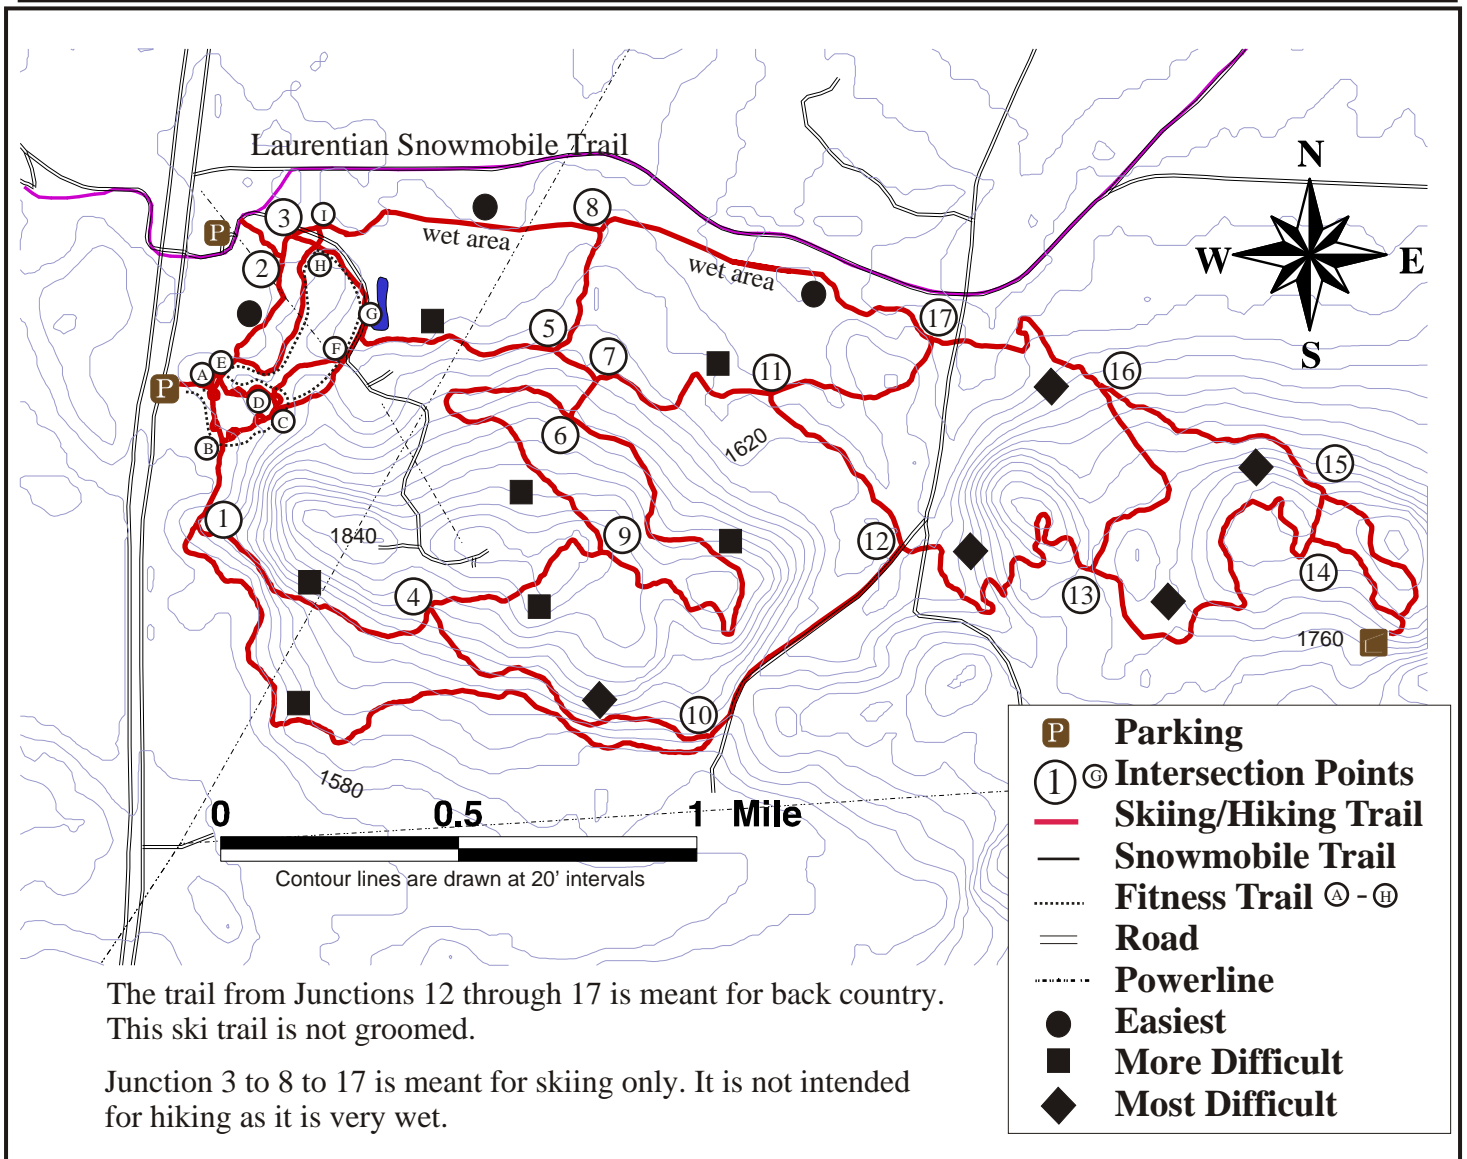 Laurentian Snowmobile Trail
N
W E
S
3 I
8
P
wet area
2 H
wet area
G
17
5
F
7
E
A
11
16
P
D
C
6
1620
B
15
1
1840
9
12
14
4
13
1760
10
1580
0 0.5 1 Mile
Contour lines are drawn at 20' intervals
P Parking
1 G Intersection Points
Skiing/Hiking Trail
Snowmobile Trail
Fitness Trail A - H
Road
Powerline
Easiest
More Difficult
Most Difficult
The trail from Junctions 12 through 17 is meant for back country.
This ski trail is not groomed.
Junction 3 to 8 to 17 is meant for skiing only. It is not intended
for hiking as it is very wet.